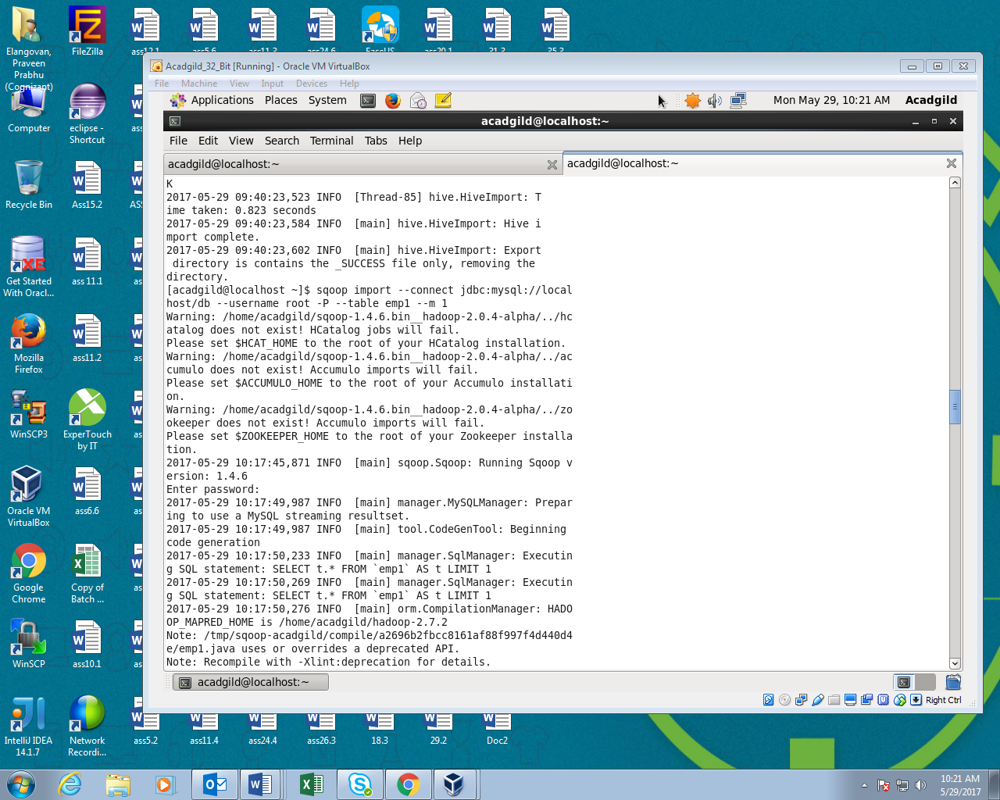 Elangovan,
Praveen
Prabhu
(Cognizant)
FileZilla
Computer
eclipse -
Shortcut
Recycle Bin
Ass15.2
Get Started
With Oracl...
ass 11.1
Mozilla
Firefox
ass11.2
WinSCP3
ExperTouch
by IT
Oracle VM
VirtualBox
ass6.6
Google
Chrome
Copy of
Batch ...
WinSCP
ass10.1
IntelliJ IDEA
14.1.7
Network
Recordi...
ass5.2
ass11.4
ass24.4
ass26.3
18.3
29.2
Doc2
Acadgild_32_Bit [Running] - Oracle VM VirtualBox
File Machine View Input Devices Help
Applications Places System
Mon May 29, 10:21 AM Acadgild
acadgild@localhost:~
File Edit View Search Terminal Tabs Help
acadgild@localhost:~
acadgild@localhost:~
K
2017-05-29 09:40:23,523 INFO  [Thread-85] hive.HiveImport: T
ime taken: 0.823 seconds
2017-05-29 09:40:23,584 INFO  [main] hive.HiveImport: Hive i
mport complete.
2017-05-29 09:40:23,602 INFO  [main] hive.HiveImport: Export
 directory is contains the _SUCCESS file only, removing the
directory.
[acadgild@localhost ~]$ sqoop import --connect jdbc:mysql://local
host/db --username root -P --table emp1 --m 1
Warning: /home/acadgild/sqoop-1.4.6.bin__hadoop-2.0.4-alpha/../hc
atalog does not exist! HCatalog jobs will fail.
Please set $HCAT_HOME to the root of your HCatalog installation.
Warning: /home/acadgild/sqoop-1.4.6.bin__hadoop-2.0.4-alpha/../ac
cumulo does not exist! Accumulo imports will fail.
Please set $ACCUMULO_HOME to the root of your Accumulo installati
on.
Warning: /home/acadgild/sqoop-1.4.6.bin__hadoop-2.0.4-alpha/../zo
okeeper does not exist! Accumulo imports will fail.
Please set $ZOOKEEPER_HOME to the root of your Zookeeper installa
tion.
2017-05-29 10:17:45,871 INFO  [main] sqoop.Sqoop: Running Sqoop v
ersion: 1.4.6
Enter password:
2017-05-29 10:17:49,987 INFO  [main] manager.MySQLManager: Prepar
ing to use a MySQL streaming resultset.
2017-05-29 10:17:49,987 INFO  [main] tool.CodeGenTool: Beginning
code generation
2017-05-29 10:17:50,233 INFO  [main] manager.SqlManager: Executin
g SQL statement: SELECT t.* FROM `emp1` AS t LIMIT 1
2017-05-29 10:17:50,269 INFO  [main] manager.SqlManager: Executin
g SQL statement: SELECT t.* FROM `emp1` AS t LIMIT 1
2017-05-29 10:17:50,276 INFO  [main] orm.CompilationManager: HADO
OP_MAPRED_HOME is /home/acadgild/hadoop-2.7.2
Note: /tmp/sqoop-acadgild/compile/a2696b2fbcc8161af88f997f4d440d4
e/emp1.java uses or overrides a deprecated API.
Note: Recompile with -Xlint:deprecation for details.
acadgild@localhost:~
Right Ctrl
10:21 AM
5/29/2017